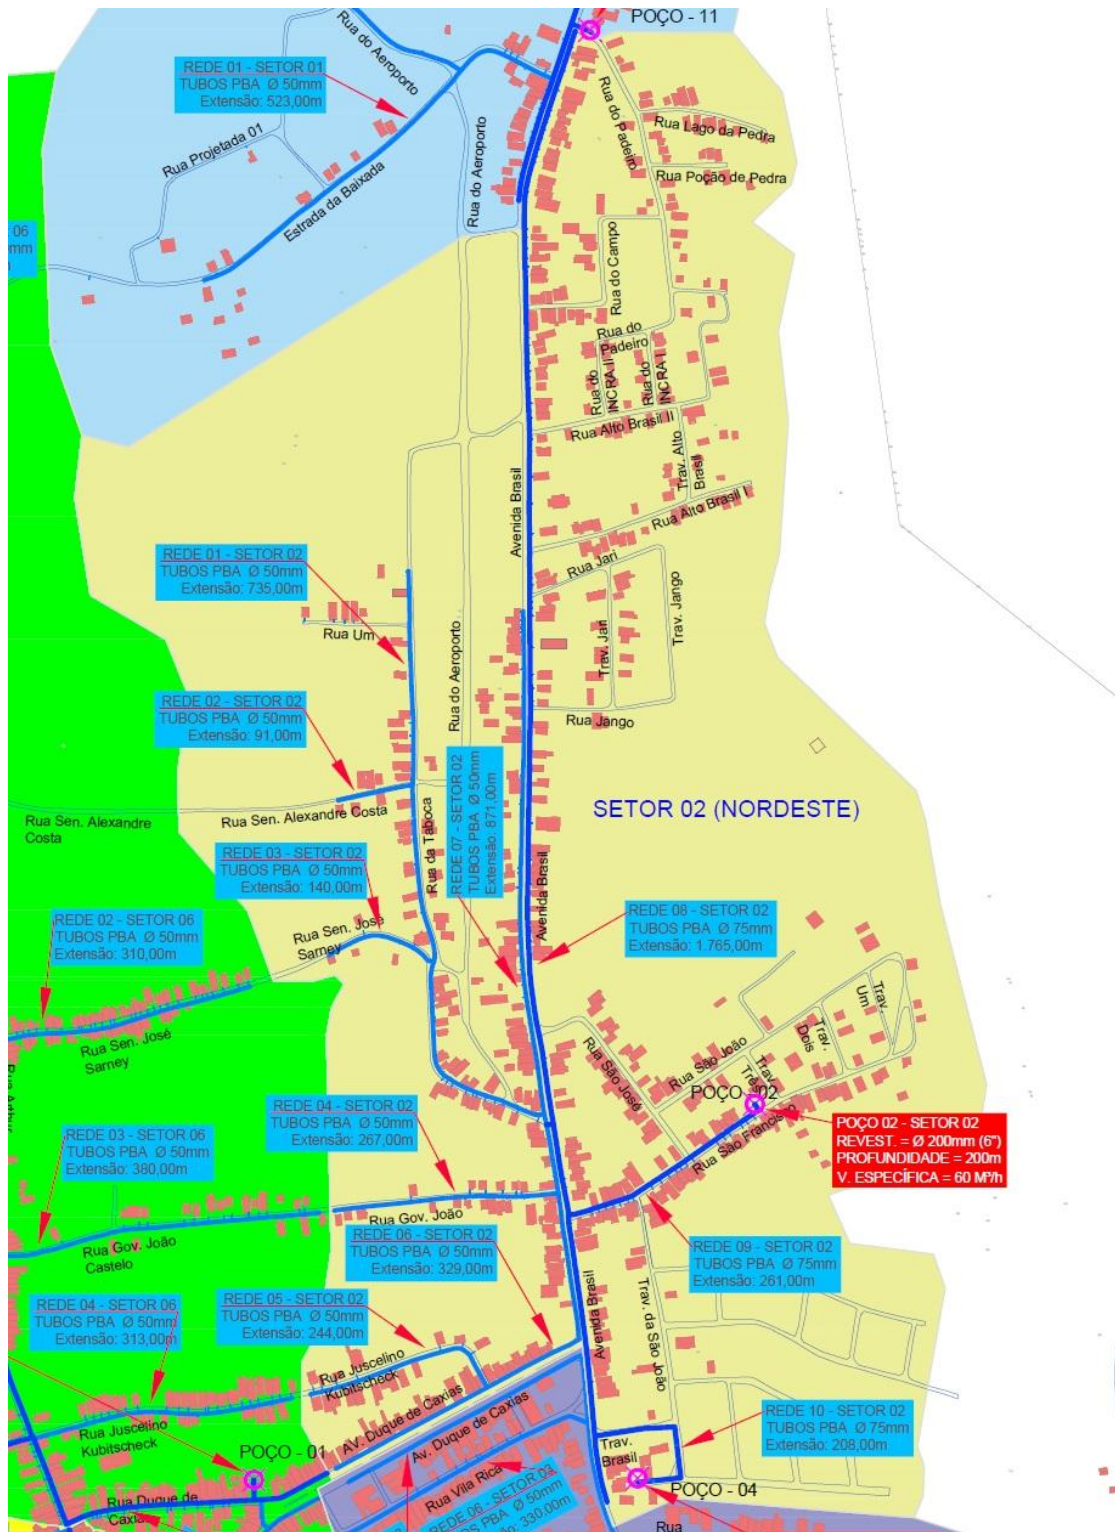 POÇO - 11
Rua do Aeroporto
REDE 01 - SETOR 01
TUBOS PBA Ø 50mm
Extensão: 523,00m
Rua do Padeiro
Rua Lago da Pedra
Rua Projetada 01
Rua do Aeroporto
Rua Poção de Pedra
Estrada da Baixada
06
Rua do Campo
Rua do
Padeiro
Rua do
INCRA II
Rua do
INCRA I
Rua Alto Brasil II
Trav. Alto
Brasil
Avenida Brasil
Rua Alto Brasil I
REDE 01 - SETOR 02
TUBOS PBA Ø 50mm
Extensão: 735,00m
Rua Jari
Trav. Jango
Rua Um
Rua do Aeroporto
Trav. Jari
REDE 02 - SETOR 02
TUBOS PBA Ø 50mm
Extensão: 91,00m
Rua Jango
REDE 07 - SETOR 02
TUBOS PBA Ø 50mm
Extensão: 871,00m
SETOR 02 (NORDESTE)
Rua Sen. Alexandre
Costa
Rua Sen. Alexandre Costa
Rua da Taboca
REDE 03 - SETOR 02
TUBOS PBA Ø 50mm
Extensão: 140,00m
Avenida Brasil
REDE 02 - SETOR 06
TUBOS PBA Ø 50mm
Extensão: 310,00m
Rua Sen. José
Sarney
REDE 08 - SETOR 02
TUBOS PBA Ø 75mm
Extensão: 1.765,00m
Trav.
Um
Trav.
Dois
Rua Sen. José
Sarney
Rua São José
Rua São João
Trav.
Três
POÇO - 02
REDE 04 - SETOR 02
TUBOS PBA Ø 50mm
Extensão: 267,00m
Rua São Francisco
POÇO 02 - SETOR 02
REVEST. = Ø 200mm (6")
PROFUNDIDADE = 200m
V. ESPECÍFICA = 60 M³/h
REDE 03 - SETOR 06
TUBOS PBA Ø 50mm
Extensão: 380,00m
Rua Gov. João
Rua Gov. João
Castelo
REDE 06 - SETOR 02
TUBOS PBA Ø 50mm
Extensão: 329,00m
REDE 09 - SETOR 02
TUBOS PBA Ø 75mm
Extensão: 261,00m
REDE 04 - SETOR 06
TUBOS PBA Ø 50mm
Extensão: 313,00m
REDE 05 - SETOR 02
TUBOS PBA Ø 50mm
Extensão: 244,00m
Avenida Brasil
Trav. da São João
Rua Juscelino
Kubitscheck
Rua Juscelino
Kubitscheck
AV. Duque de Caxias
Av. Duque de Caxias
REDE 10 - SETOR 02
TUBOS PBA Ø 75mm
Extensão: 208,00m
Trav.
Brasil
POÇO - 01
Rua Vila Rica
POÇO - 04
Rua Duque de
Caxias
SETOR 03
TUBOS PBA Ø 50mm
Extensão: 330,00m
Rua